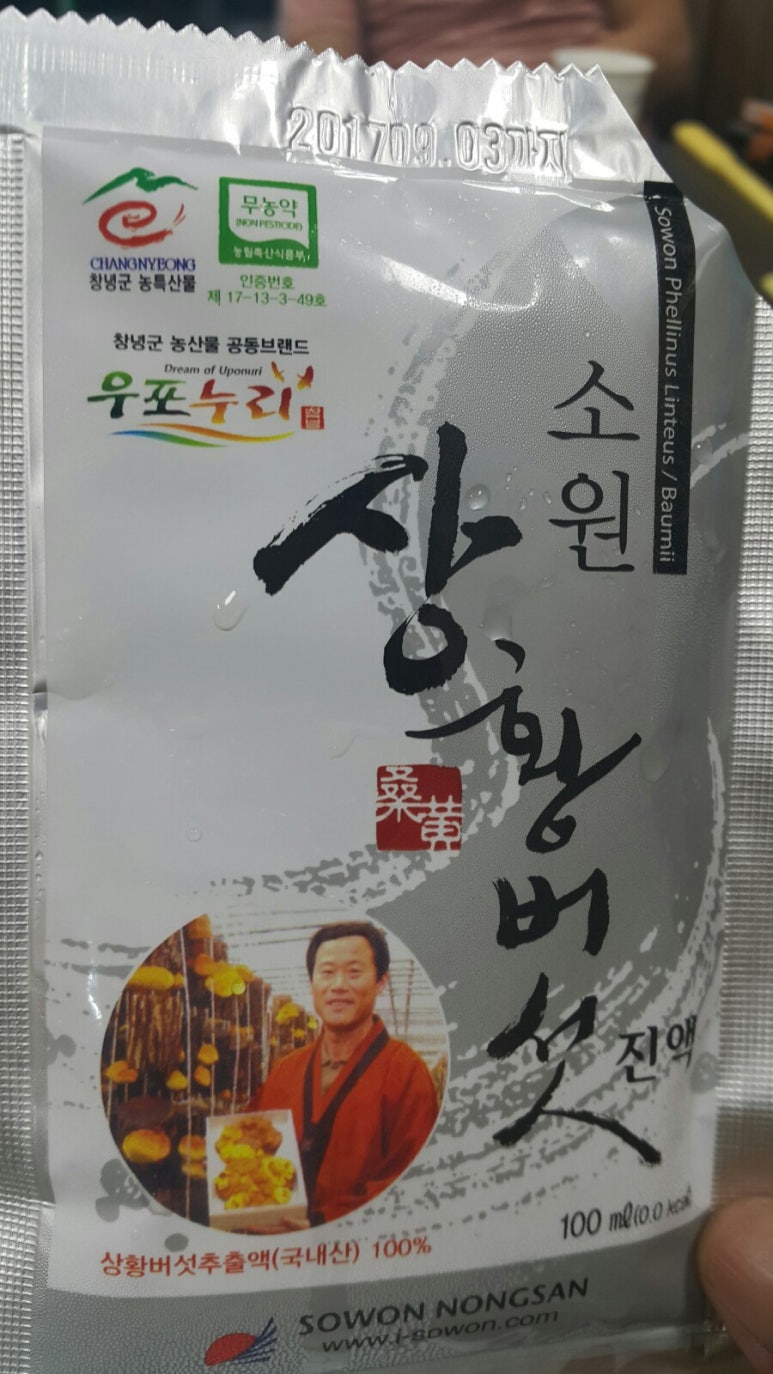 201709.03까지
CHANGNYEONG
창녕군 농특산물
무농약
(NON PESTICIDE)
농림축산식품부
인증번호
제 17-13-3-49호
창녕군 농산물 공동브랜드
Dream of Uponuri
우포누리
창녕
Sowon Phellinus Linteus / Baumii
소원
상황버섯
桑黃
진액
100 ml(0.0 kcal)
상황버섯추출액(국내산) 100%
SOWON NONGSAN
www.i-sowon.com